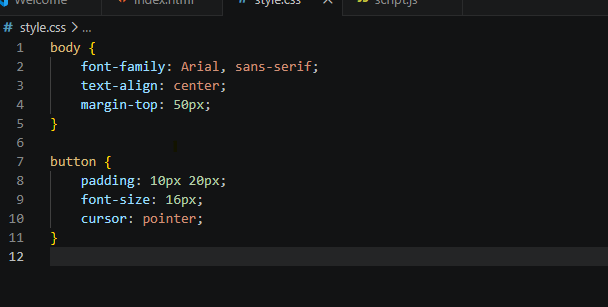 Welcome index.html style.css script.js
# style.css > ...
1 body {
2 font-family: Arial, sans-serif;
3 text-align: center;
4 margin-top: 50px;
5 }
6
7 button {
8 padding: 10px 20px;
9 font-size: 16px;
10 cursor: pointer;
11 }
12